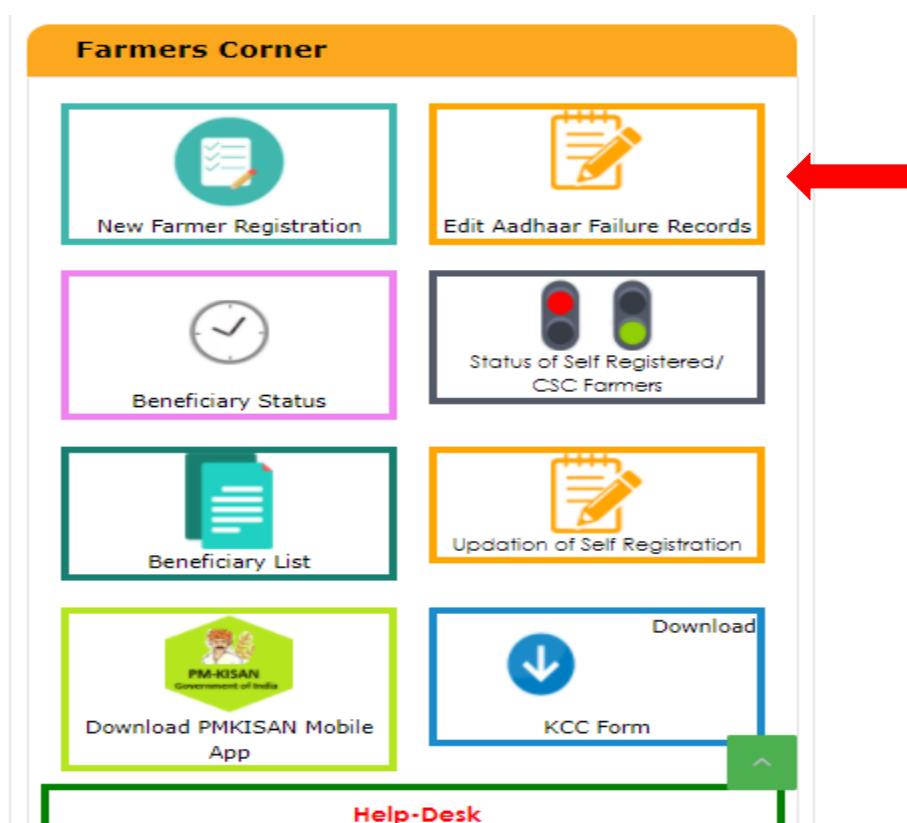 Farmers Corner
New Farmer Registration
Edit Aadhaar Failure Records
Beneficiary Status
Status of Self Registered/
CSC Farmers
Beneficiary List
Updation of Self Registration
PM-KISAN
Government of India
Download PMKISAN Mobile
App
Download
KCC Form
Help-Desk